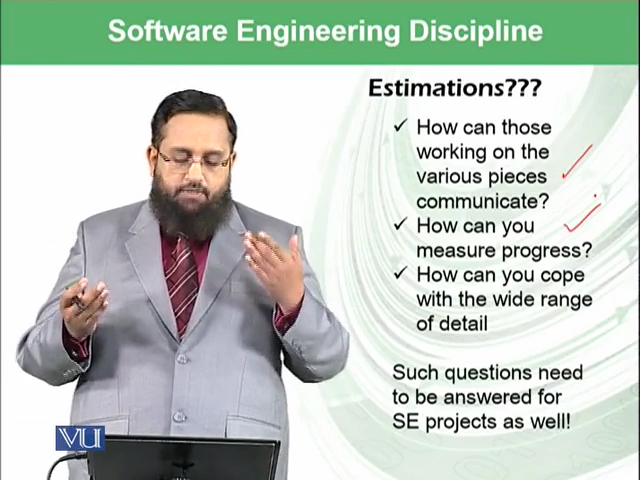 Software Engineering Discipline
Estimations???
✓ How can those
working on the
various pieces
communicate?
✓ How can you
measure progress?
✓ How can you cope
with the wide range
of detail
Such questions need
to be answered for
SE projects as well!
VU